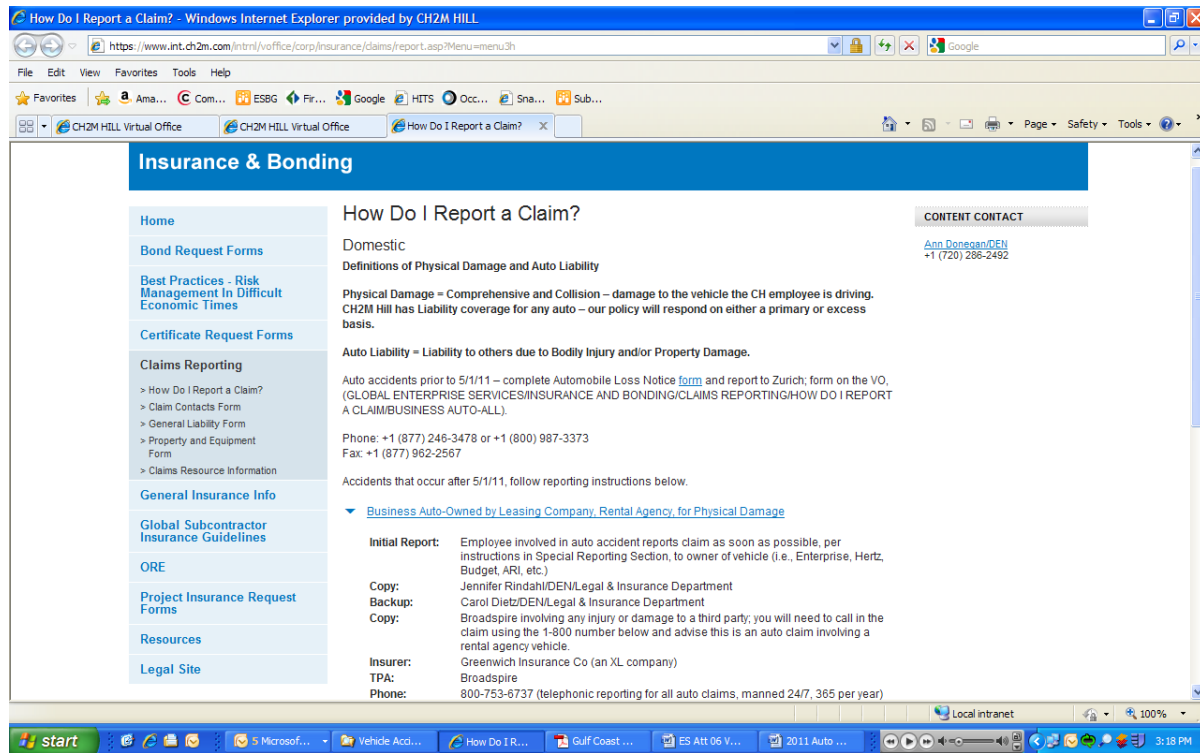 How Do I Report a Claim? - Windows Internet Explorer provided by CH2M HILL
https://www.int.ch2m.com/intrnl/voffice/corp/insurance/claims/report.asp?Menu=menu3h
Google
File Edit View Favorites Tools Help
Favorites Ama... Com... ESBG Fir... Google HITS Occ... Sna... Sub...
CH2M HILL Virtual Office CH2M HILL Virtual Office How Do I Report a Claim? X Page Safety Tools
Insurance & Bonding
Home
Bond Request Forms
Best Practices - Risk
Management In Difficult
Economic Times
Certificate Request Forms
Claims Reporting
> How Do I Report a Claim?
> Claim Contacts Form
> General Liability Form
> Property and Equipment
Form
> Claims Resource Information
General Insurance Info
Global Subcontractor
Insurance Guidelines
ORE
Project Insurance Request
Forms
Resources
Legal Site
How Do I Report a Claim?
Domestic
Definitions of Physical Damage and Auto Liability
Physical Damage = Comprehensive and Collision – damage to the vehicle the CH employee is driving.
CH2M Hill has Liability coverage for any auto – our policy will respond on either a primary or excess
basis.
Auto Liability = Liability to others due to Bodily Injury and/or Property Damage.
Auto accidents prior to 5/1/11 – complete Automobile Loss Notice form and report to Zurich; form on the VO,
(GLOBAL ENTERPRISE SERVICES/INSURANCE AND BONDING/CLAIMS REPORTING/HOW DO I REPORT
A CLAIM/BUSINESS AUTO-ALL).
Phone: +1 (877) 246-3478 or +1 (800) 987-3373
Fax: +1 (877) 962-2567
Accidents that occur after 5/1/11, follow reporting instructions below.
Business Auto-Owned by Leasing Company, Rental Agency, for Physical Damage
Initial Report: Employee involved in auto accident reports claim as soon as possible, per
instructions in Special Reporting Section, to owner of vehicle (i.e., Enterprise, Hertz,
Budget, ARI, etc.)
Copy: Jennifer Rindahl/DEN/Legal & Insurance Department
Backup: Carol Dietz/DEN/Legal & Insurance Department
Copy: Broadspire involving any injury or damage to a third party; you will need to call in the
claim using the 1-800 number below and advise this is an auto claim involving a
rental agency vehicle.
Insurer: Greenwich Insurance Co (an XL company)
TPA: Broadspire
Phone: 800-753-6737 (telephonic reporting for all auto claims, manned 24/7, 365 per year)
CONTENT CONTACT
Ann Donegan/DEN
+1 (720) 286-2492
Local intranet 100%
start 5 Microsof... Vehicle Acci... How Do I R... Gulf Coast ... ES Att 06 V... 2011 Auto ... 3:18 PM